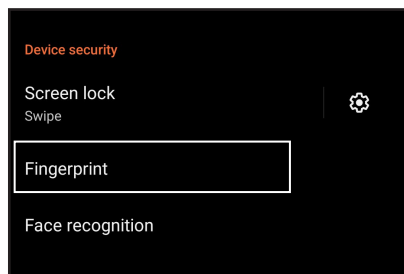 Device security
Screen lock
Swipe
Fingerprint
Face recognition